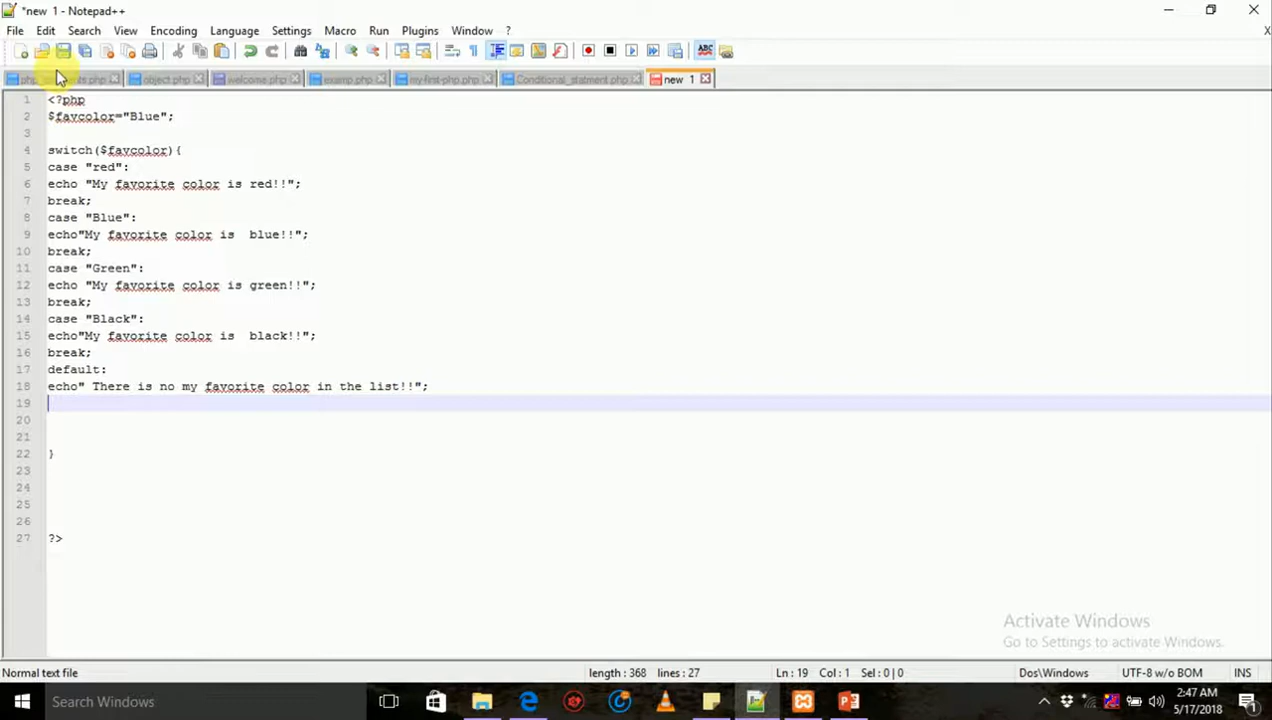 *new 1 - Notepad++
File Edit Search View Encoding Language Settings Macro Run Plugins Window ? X
object.php welcome.php examp.php my-first-php.php Conditional_statment.php new 1
1 <?php
2 $favcolor="Blue";
3
4 switch($favcolor){
5 case "red":
6 echo "My favorite color is red!!";
7 break;
8 case "Blue":
9 echo"My favorite color is  blue!!";
10 break;
11 case "Green":
12 echo "My favorite color is green!!";
13 break;
14 case "Black":
15 echo"My favorite color is  black!!";
16 break;
17 default:
18 echo" There is no my favorite color in the list!!";
19
20
21
22 }
23
24
25
26
27 ?>
Activate Windows
Go to Settings to activate Windows.
Normal text file length : 368 lines : 27 Ln : 19 Col : 1 Sel : 0 | 0 Dos\Windows UTF-8 w/o BOM INS
Search Windows
2:47 AM
5/17/2018